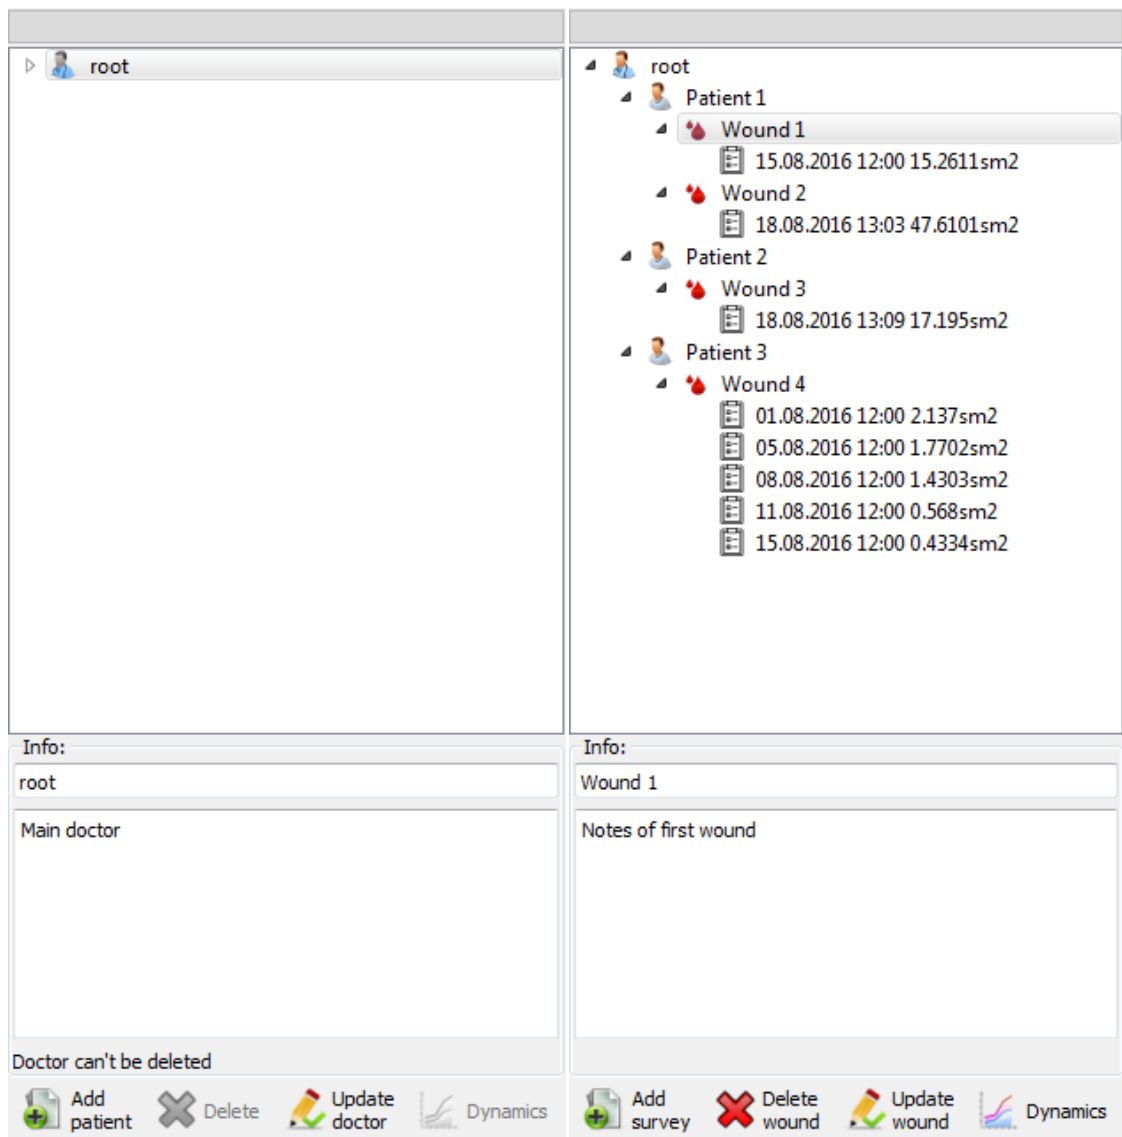 root
Info:
root
Main doctor
Doctor can't be deleted
Add patient
Delete
Update doctor
Dynamics
root
Patient 1
Wound 1
15.08.2016 12:00 15.2611sm2
Wound 2
18.08.2016 13:03 47.6101sm2
Patient 2
Wound 3
18.08.2016 13:09 17.195sm2
Patient 3
Wound 4
01.08.2016 12:00 2.137sm2
05.08.2016 12:00 1.7702sm2
08.08.2016 12:00 1.4303sm2
11.08.2016 12:00 0.568sm2
15.08.2016 12:00 0.4334sm2
Info:
Wound 1
Notes of first wound
Add survey
Delete wound
Update wound
Dynamics